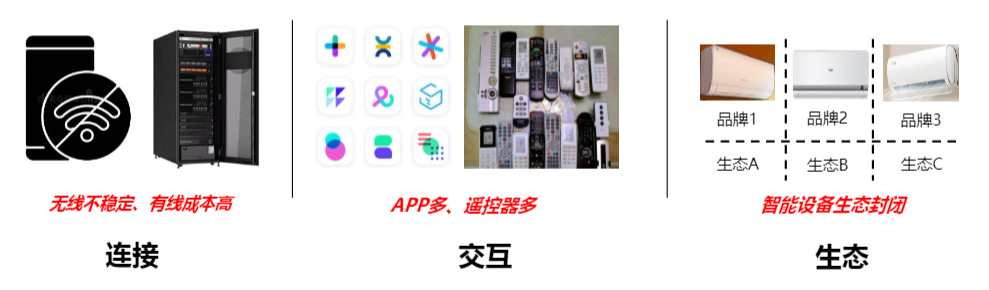 品牌1
品牌2
品牌3
生态A
生态B
生态C
无线不稳定、有线成本高
APP多、遥控器多
智能设备生态封闭
连接
交互
生态